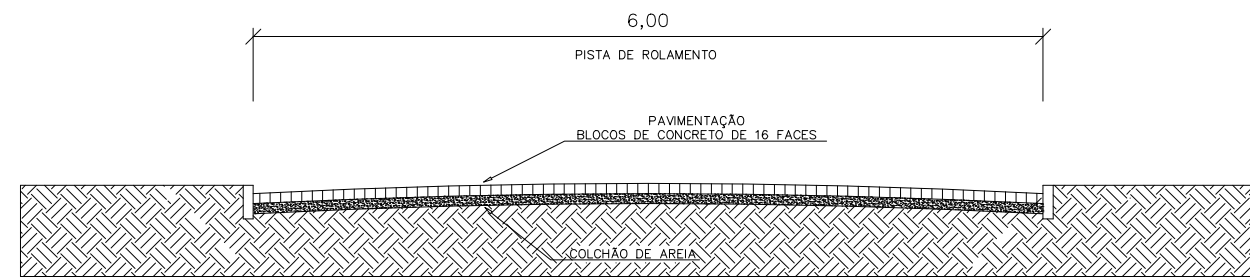 6,00
PISTA DE ROLAMENTO
PAVIMENTAÇÃO
BLOCOS DE CONCRETO DE 16 FACES
COLCHÃO DE AREIA